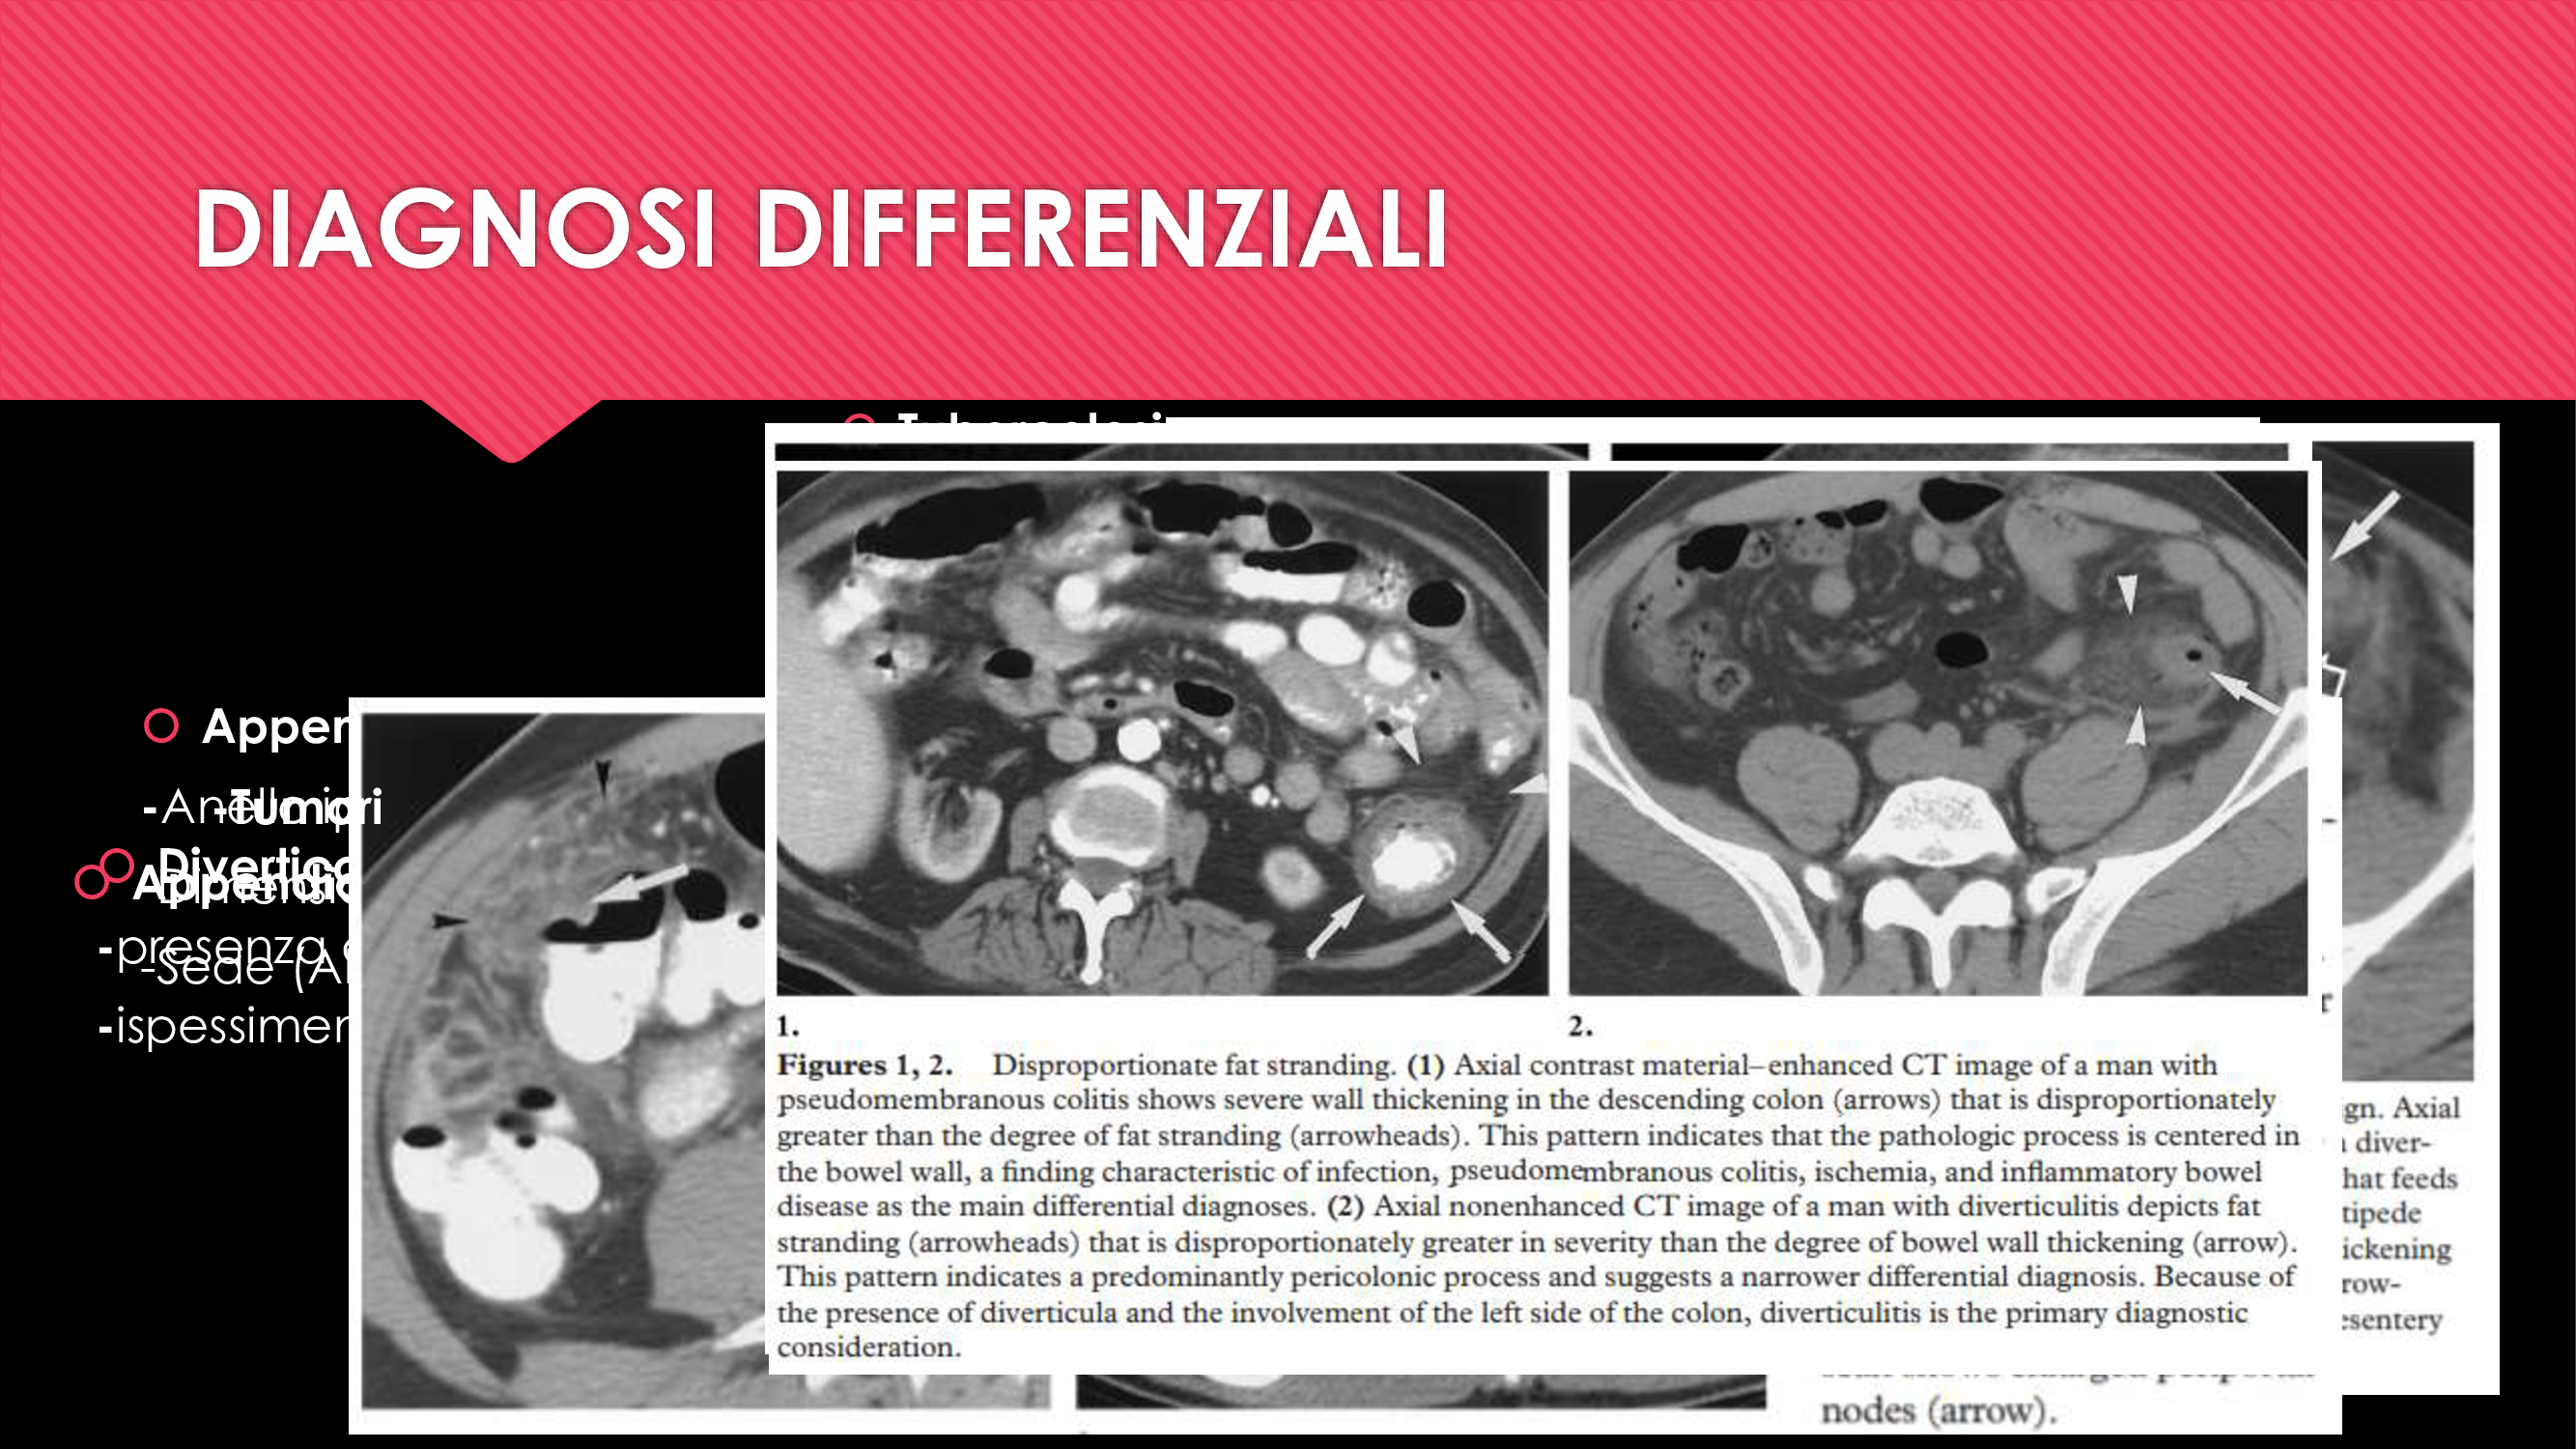 DIAGNOSI DIFFERENZIALI
Tumori
Diverticc
Appendic
-presenza
-Sede (A
-ispessimer
1.
2.
Figures 1, 2. Disproportionate fat stranding. (1) Axial contrast material–enhanced CT image of a man with
pseudomembranous colitis shows severe wall thickening in the descending colon (arrows) that is disproportionately
greater than the degree of fat stranding (arrowheads). This pattern indicates that the pathologic process is centered in
the bowel wall, a finding characteristic of infection, pseudomembranous colitis, ischemia, and inflammatory bowel
disease as the main differential diagnoses. (2) Axial nonenhanced CT image of a man with diverticulitis depicts fat
stranding (arrowheads) that is disproportionately greater in severity than the degree of bowel wall thickening (arrow).
This pattern indicates a predominantly pericolonic process and suggests a narrower differential diagnosis. Because of
the presence of diverticula and the involvement of the left side of the colon, diverticulitis is the primary diagnostic
consideration.
gn. Axial
diver-
hat feeds
tipede
ickening
row-
esentery
nodes (arrow).